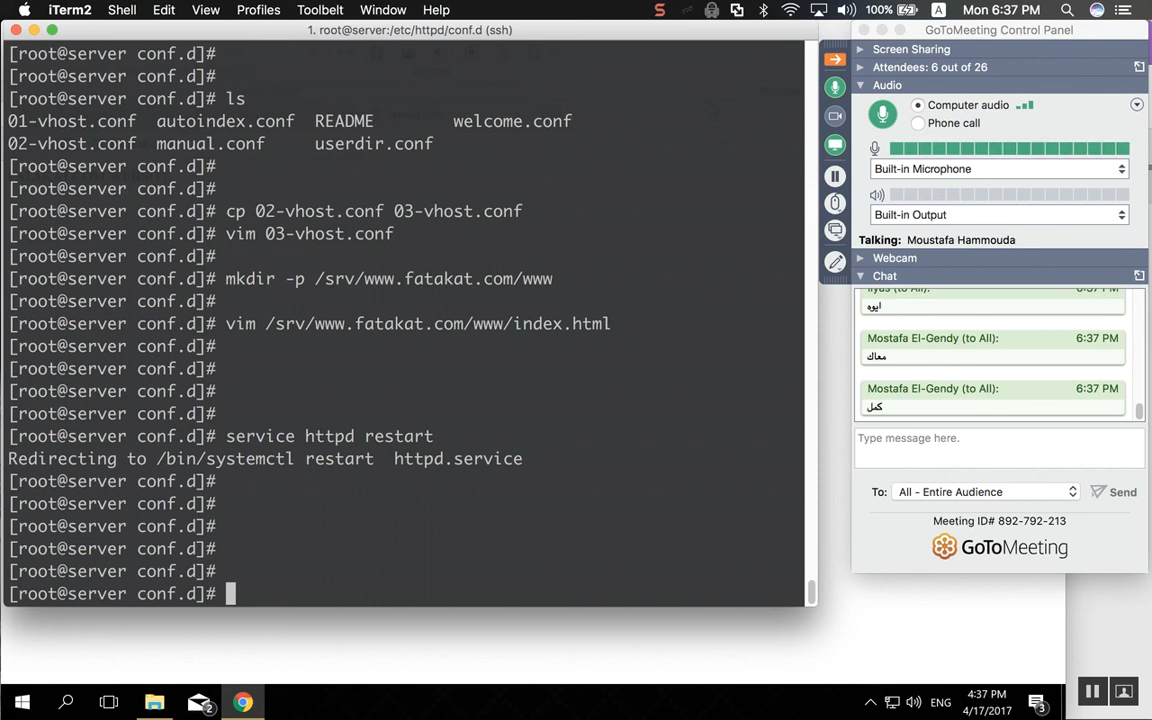 iTerm2 Shell Edit View Profiles Toolbelt Window Help 100% A Mon 6:37 PM
1. root@server:/etc/httpd/conf.d (ssh)
[root@server conf.d]#
[root@server conf.d]#
[root@server conf.d]# ls
01-vhost.conf autoindex.conf README welcome.conf
02-vhost.conf manual.conf userdir.conf
[root@server conf.d]#
[root@server conf.d]#
[root@server conf.d]# cp 02-vhost.conf 03-vhost.conf
[root@server conf.d]# vim 03-vhost.conf
[root@server conf.d]#
[root@server conf.d]# mkdir -p /srv/www.fatakat.com/www
[root@server conf.d]#
[root@server conf.d]# vim /srv/www.fatakat.com/www/index.html
[root@server conf.d]#
[root@server conf.d]#
[root@server conf.d]#
[root@server conf.d]#
[root@server conf.d]# service httpd restart
Redirecting to /bin/systemctl restart httpd.service
[root@server conf.d]#
[root@server conf.d]#
[root@server conf.d]#
[root@server conf.d]#
[root@server conf.d]#
[root@server conf.d]#
GoToMeeting Control Panel
Screen Sharing
Attendees: 6 out of 26
Audio
Computer audio
Phone call
Built-in Microphone
Built-in Output
Talking: Moustafa Hammouda
Webcam
Chat
Ilyas (to All): 6:37 PM
ايوه
Mostafa El-Gendy (to All): 6:37 PM
معاك
Mostafa El-Gendy (to All): 6:37 PM
كمل
Type message here.
To: All - Entire Audience Send
Meeting ID# 892-792-213
GoToMeeting
2 ENG 4:37 PM
4/17/2017 3